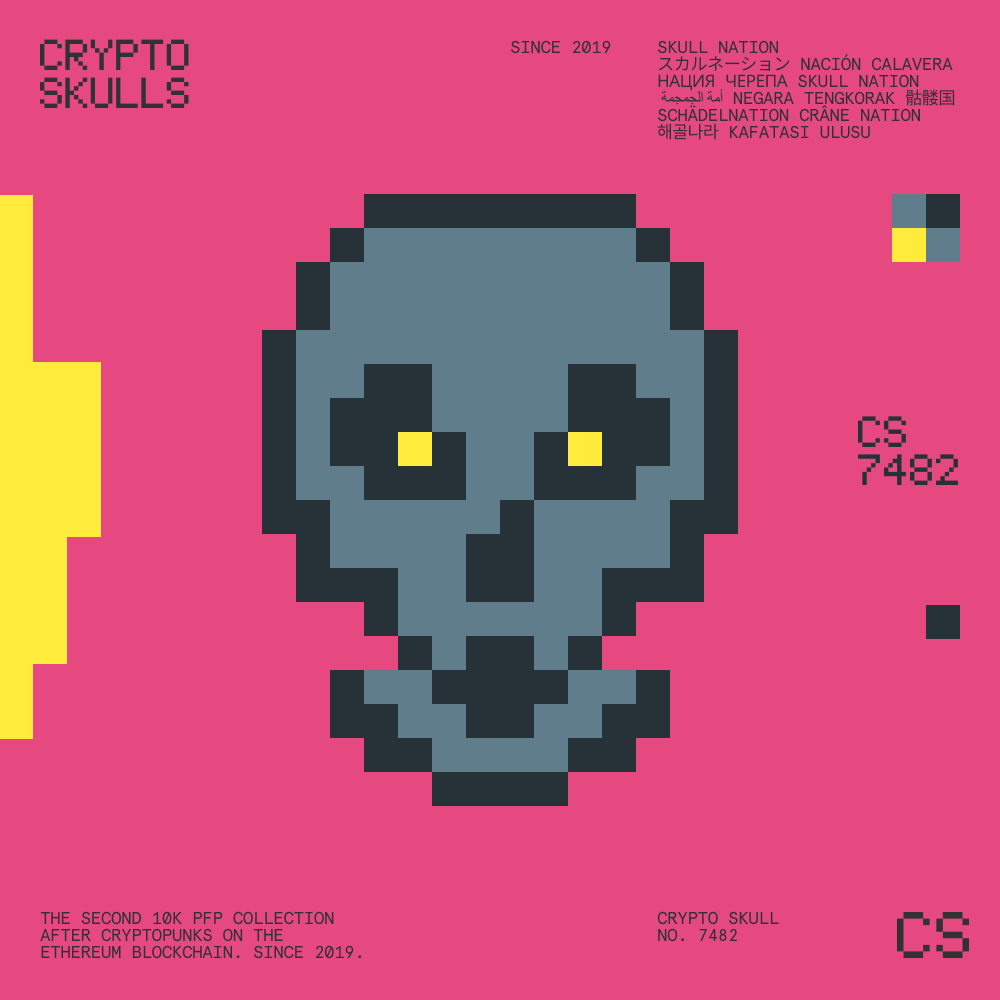 CRYPTO
SKULLS
SINCE 2019
SKULL NATION
スカルネーション NACIÓN CALAVERA
НАЦИЯ ЧЕРЕПА SKULL NATION
أمة الجمجمة NEGARA TENGKORAK 骷髅国
SCHÄDELNATION CRÂNE NATION
해골나라 KAFATASI ULUSU
CS
7482
THE SECOND 10K PFP COLLECTION
AFTER CRYPTOPUNKS ON THE
ETHEREUM BLOCKCHAIN. SINCE 2019.
CRYPTO SKULL
NO. 7482
CS